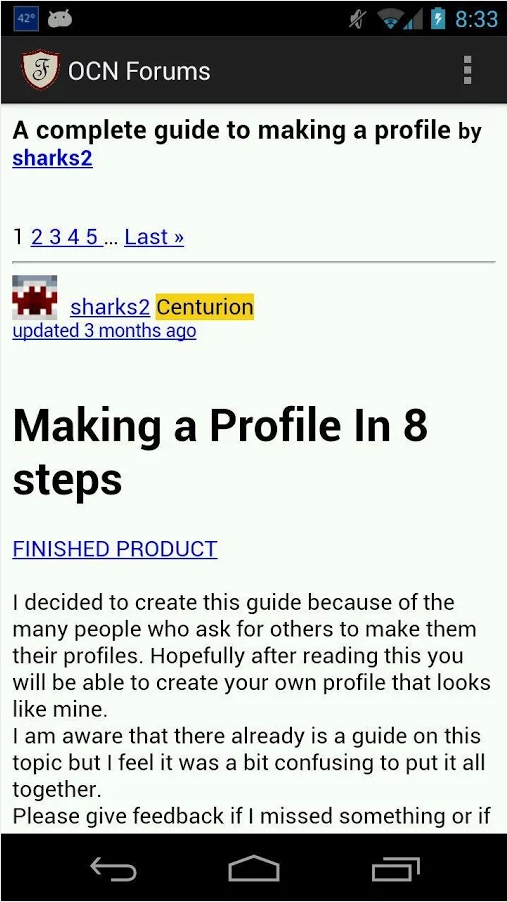 42°
8:33
F
OCN Forums
A complete guide to making a profile by
sharks2
1 2 3 4 5 ... Last »
sharks2 Centurion
updated 3 months ago
Making a Profile In 8
steps
FINISHED PRODUCT
I decided to create this guide because of the
many people who ask for others to make them
their profiles. Hopefully after reading this you
will be able to create your own profile that looks
like mine.
I am aware that there already is a guide on this
topic but I feel it was a bit confusing to put it all
together.
Please give feedback if I missed something or if